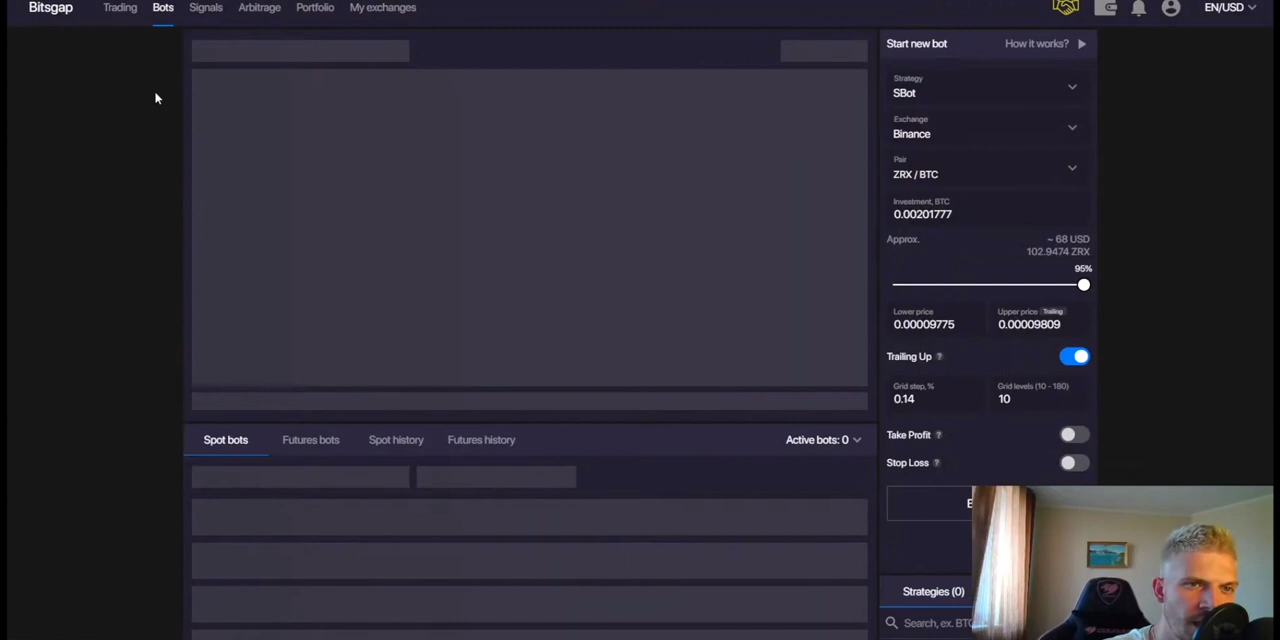 Bitsgap
Trading
Bots
Signals
Arbitrage
Portfolio
My exchanges
EN/USD
Start new bot
How it works?
Strategy
SBot
Exchange
Binance
Pair
ZRX / BTC
Investment, BTC
0.00201777
Approx.
~ 68 USD
102.9474 ZRX
95%
Lower price
0.00009775
Upper price Trailing
0.00009809
Trailing Up ?
Grid step, %
0.14
Grid levels (10 - 180)
10
Take Profit ?
Stop Loss ?
Spot bots
Futures bots
Spot history
Futures history
Active bots: 0
Strategies (0)
Search, ex. BTC